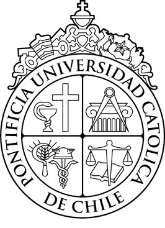 PONTIFICIA UNIVERSIDAD CATOLICA
DE CHILE